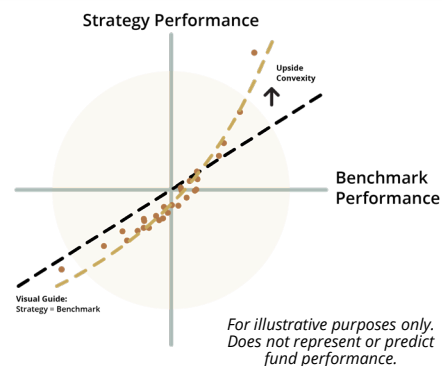 Strategy Performance
Upside
Convexity
Benchmark
Performance
Visual Guide:
Strategy = Benchmark
For illustrative purposes only.
Does not represent or predict
fund performance.